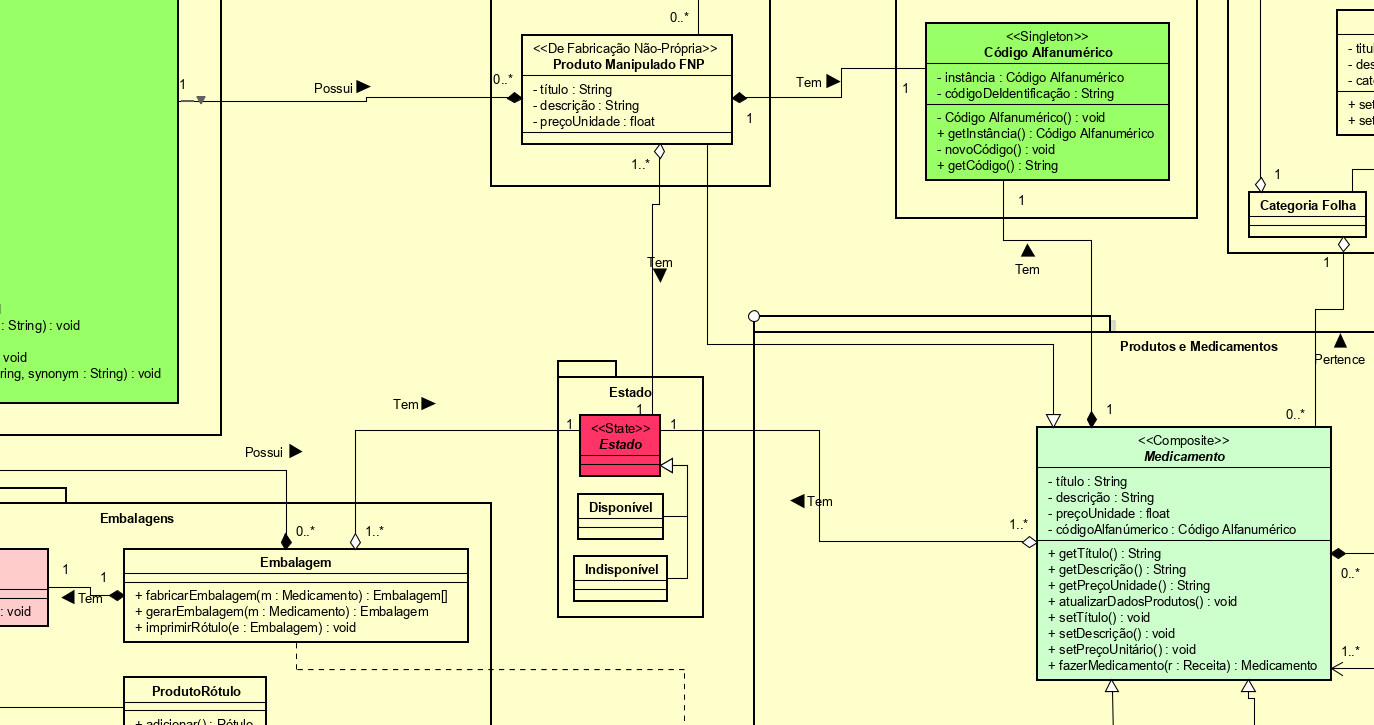 : String) : void
void
ring, synonym : String) : void
1
Possui
0..*
0..*
<<De Fabricação Não-Própria>>
Produto Manipulado FNP
- título : String
- descrição : String
- preçoUnidade : float
1..*
1
Tem
1
<<Singleton>>
Código Alfanumérico
- instância : Código Alfanumérico
- códigoDeIdentificação : String
- Código Alfanumérico() : void
+ getInstância() : Código Alfanumérico
- novoCódigo() : void
+ getCódigo() : String
1
Tem
- titul
- des
- cat
+ set
+ set
1
Categoria Folha
1
Pertence
0..*
Tem
Estado
1
1
1
<<State>>
Estado
Disponível
Indisponível
Tem
Tem
1..*
Possui
Embalagens
0..*
1..*
Embalagem
+ fabricarEmbalagem(m : Medicamento) : Embalagem[]
+ gerarEmbalagem(m : Medicamento) : Embalagem
+ imprimirRótulo(e : Embalagem) : void
1
1
Tem
: void
ProdutoRótulo
+ adicionar() : Rótulo
Produtos e Medicamentos
1
<<Composite>>
Medicamento
- título : String
- descrição : String
- preçoUnidade : float
- códigoAlfanúmerico : Código Alfanumérico
+ getTítulo() : String
+ getDescrição() : String
+ getPreçoUnidade() : String
+ atualizarDadosProdutos() : void
+ setTítulo() : void
+ setDescrição() : void
+ setPreçoUnitário() : void
+ fazerMedicamento(r : Receita) : Medicamento
0..*
1..*